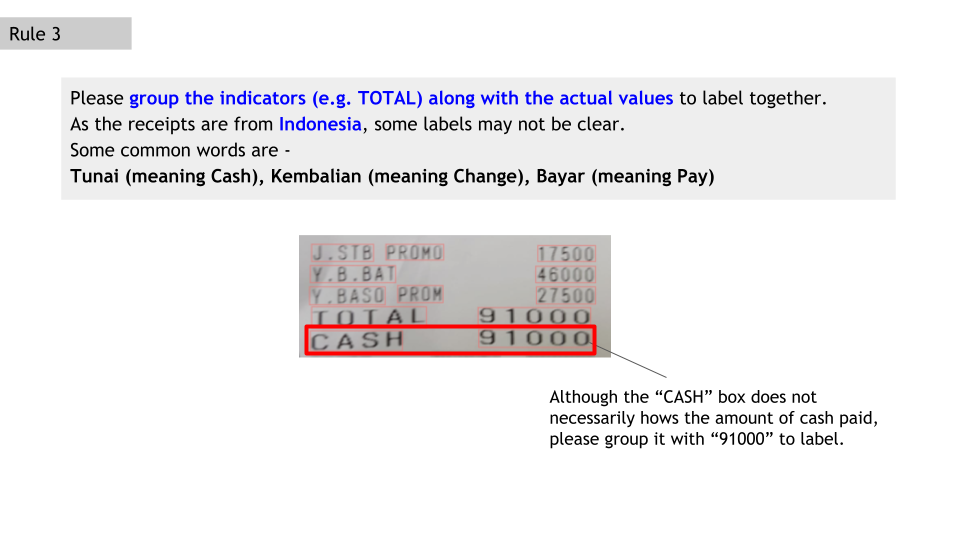 Rule 3
Please group the indicators (e.g. TOTAL) along with the actual values to label together.
As the receipts are from Indonesia, some labels may not be clear.
Some common words are -
Tunai (meaning Cash), Kembalian (meaning Change), Bayar (meaning Pay)
J.STB PROMO 17500
Y.B.BAT 46000
Y.BASO PROM 27500
TOTAL 91000
CASH 91000
Although the “CASH” box does not
necessarily hows the amount of cash paid,
please group it with “91000” to label.